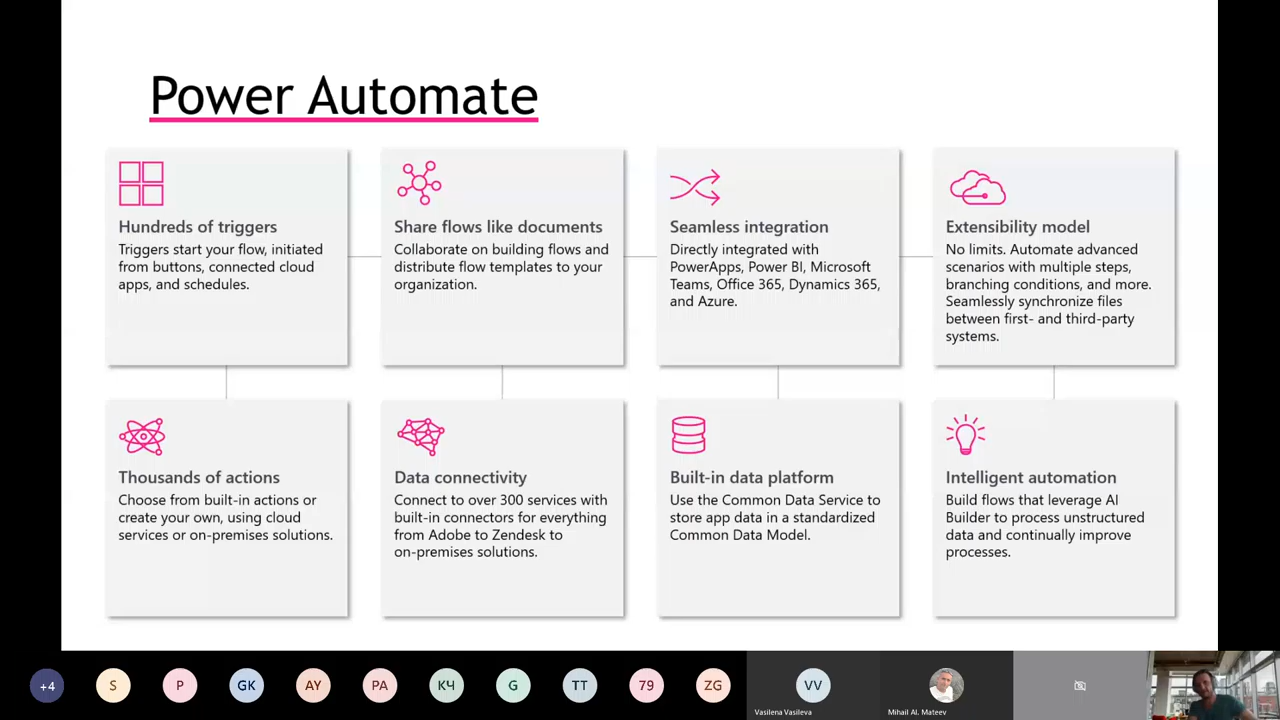 Power Automate
Hundreds of triggers
Triggers start your flow, initiated
from buttons, connected cloud
apps, and schedules.
Share flows like documents
Collaborate on building flows and
distribute flow templates to your
organization.
Seamless integration
Directly integrated with
PowerApps, Power BI, Microsoft
Teams, Office 365, Dynamics 365,
and Azure.
Extensibility model
No limits. Automate advanced
scenarios with multiple steps,
branching conditions, and more.
Seamlessly synchronize files
between first- and third-party
systems.
Thousands of actions
Choose from built-in actions or
create your own, using cloud
services or on-premises solutions.
Data connectivity
Connect to over 300 services with
built-in connectors for everything
from Adobe to Zendesk to
on-premises solutions.
Built-in data platform
Use the Common Data Service to
store app data in a standardized
Common Data Model.
Intelligent automation
Build flows that leverage AI
Builder to process unstructured
data and continually improve
processes.
+4
S
P
GK
AY
PA
КЧ
G
TT
79
ZG
VV
Vasilena Vasileva
Mihail Al. Mateev